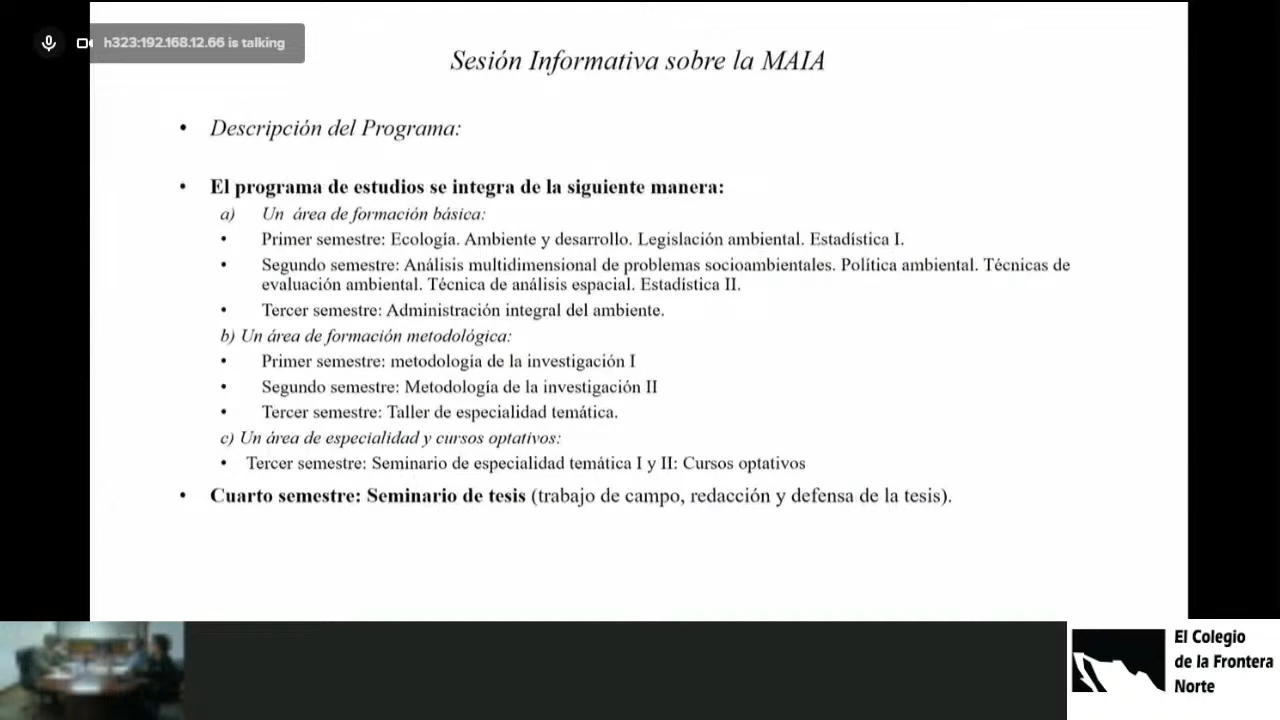 h323:192.168.12.66 is talking
Sesión Informativa sobre la MAIA
• Descripción del Programa:
• El programa de estudios se integra de la siguiente manera:
a) Un área de formación básica:
• Primer semestre: Ecología. Ambiente y desarrollo. Legislación ambiental. Estadística I.
• Segundo semestre: Análisis multidimensional de problemas socioambientales. Política ambiental. Técnicas de
evaluación ambiental. Técnica de análisis espacial. Estadística II.
• Tercer semestre: Administración integral del ambiente.
b) Un área de formación metodológica:
• Primer semestre: metodología de la investigación I
• Segundo semestre: Metodología de la investigación II
• Tercer semestre: Taller de especialidad temática.
c) Un área de especialidad y cursos optativos:
• Tercer semestre: Seminario de especialidad temática I y II: Cursos optativos
• Cuarto semestre: Seminario de tesis (trabajo de campo, redacción y defensa de la tesis).
El Colegio
de la Frontera
Norte